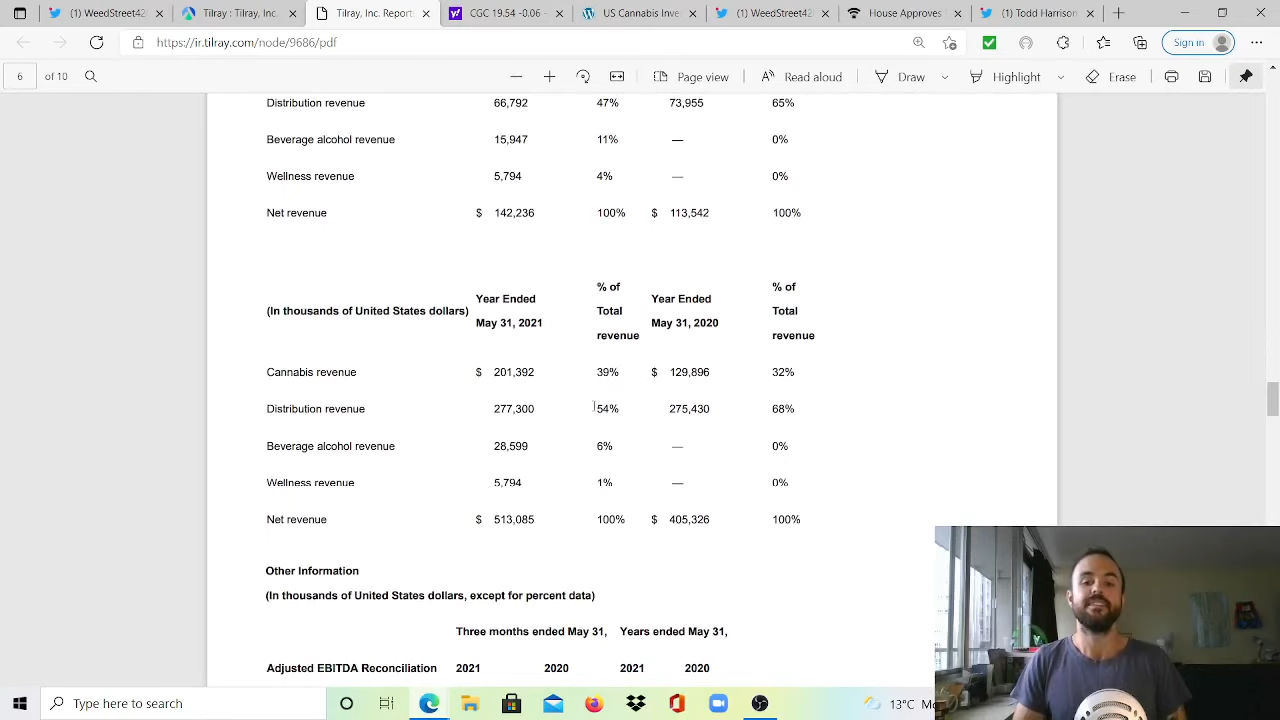 WeedStreet42
Tilray : Tilray, Inc.
Tilray, Inc. Report
CGC 19.54 -0.06
US Cannabis Inve
(1) WeedStreet42
House Approves
(1) Todd Harrison
https://ir.tilray.com/node/9686/pdf
Sign in
6 of 10
Page view
Read aloud
Draw
Highlight
Erase
Distribution revenue 66,792 47% 73,955 65%
Beverage alcohol revenue 15,947 11% — 0%
Wellness revenue 5,794 4% — 0%
Net revenue $ 142,236 100% $ 113,542 100%
(In thousands of United States dollars) Year Ended May 31, 2021 % of Total revenue Year Ended May 31, 2020 % of Total revenue
Cannabis revenue $ 201,392 39% $ 129,896 32%
Distribution revenue 277,300 54% 275,430 68%
Beverage alcohol revenue 28,599 6% — 0%
Wellness revenue 5,794 1% — 0%
Net revenue $ 513,085 100% $ 405,326 100%
Other Information
(In thousands of United States dollars, except for percent data)
Three months ended May 31, Years ended May 31,
Adjusted EBITDA Reconciliation 2021 2020 2021 2020
Type here to search
13°C